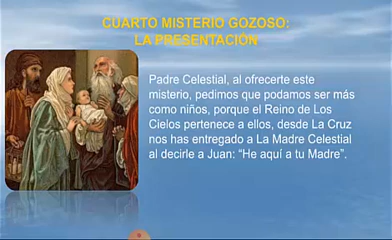 CUARTO MISTERIO GOZOSO:
LA PRESENTACIÓN
Padre Celestial, al ofrecerte este
misterio, pedimos que podamos ser más
como niños, porque el Reino de Los
Cielos pertenece a ellos, desde La Cruz
nos has entregado a La Madre Celestial
al decirle a Juan: “He aquí a tu Madre”.